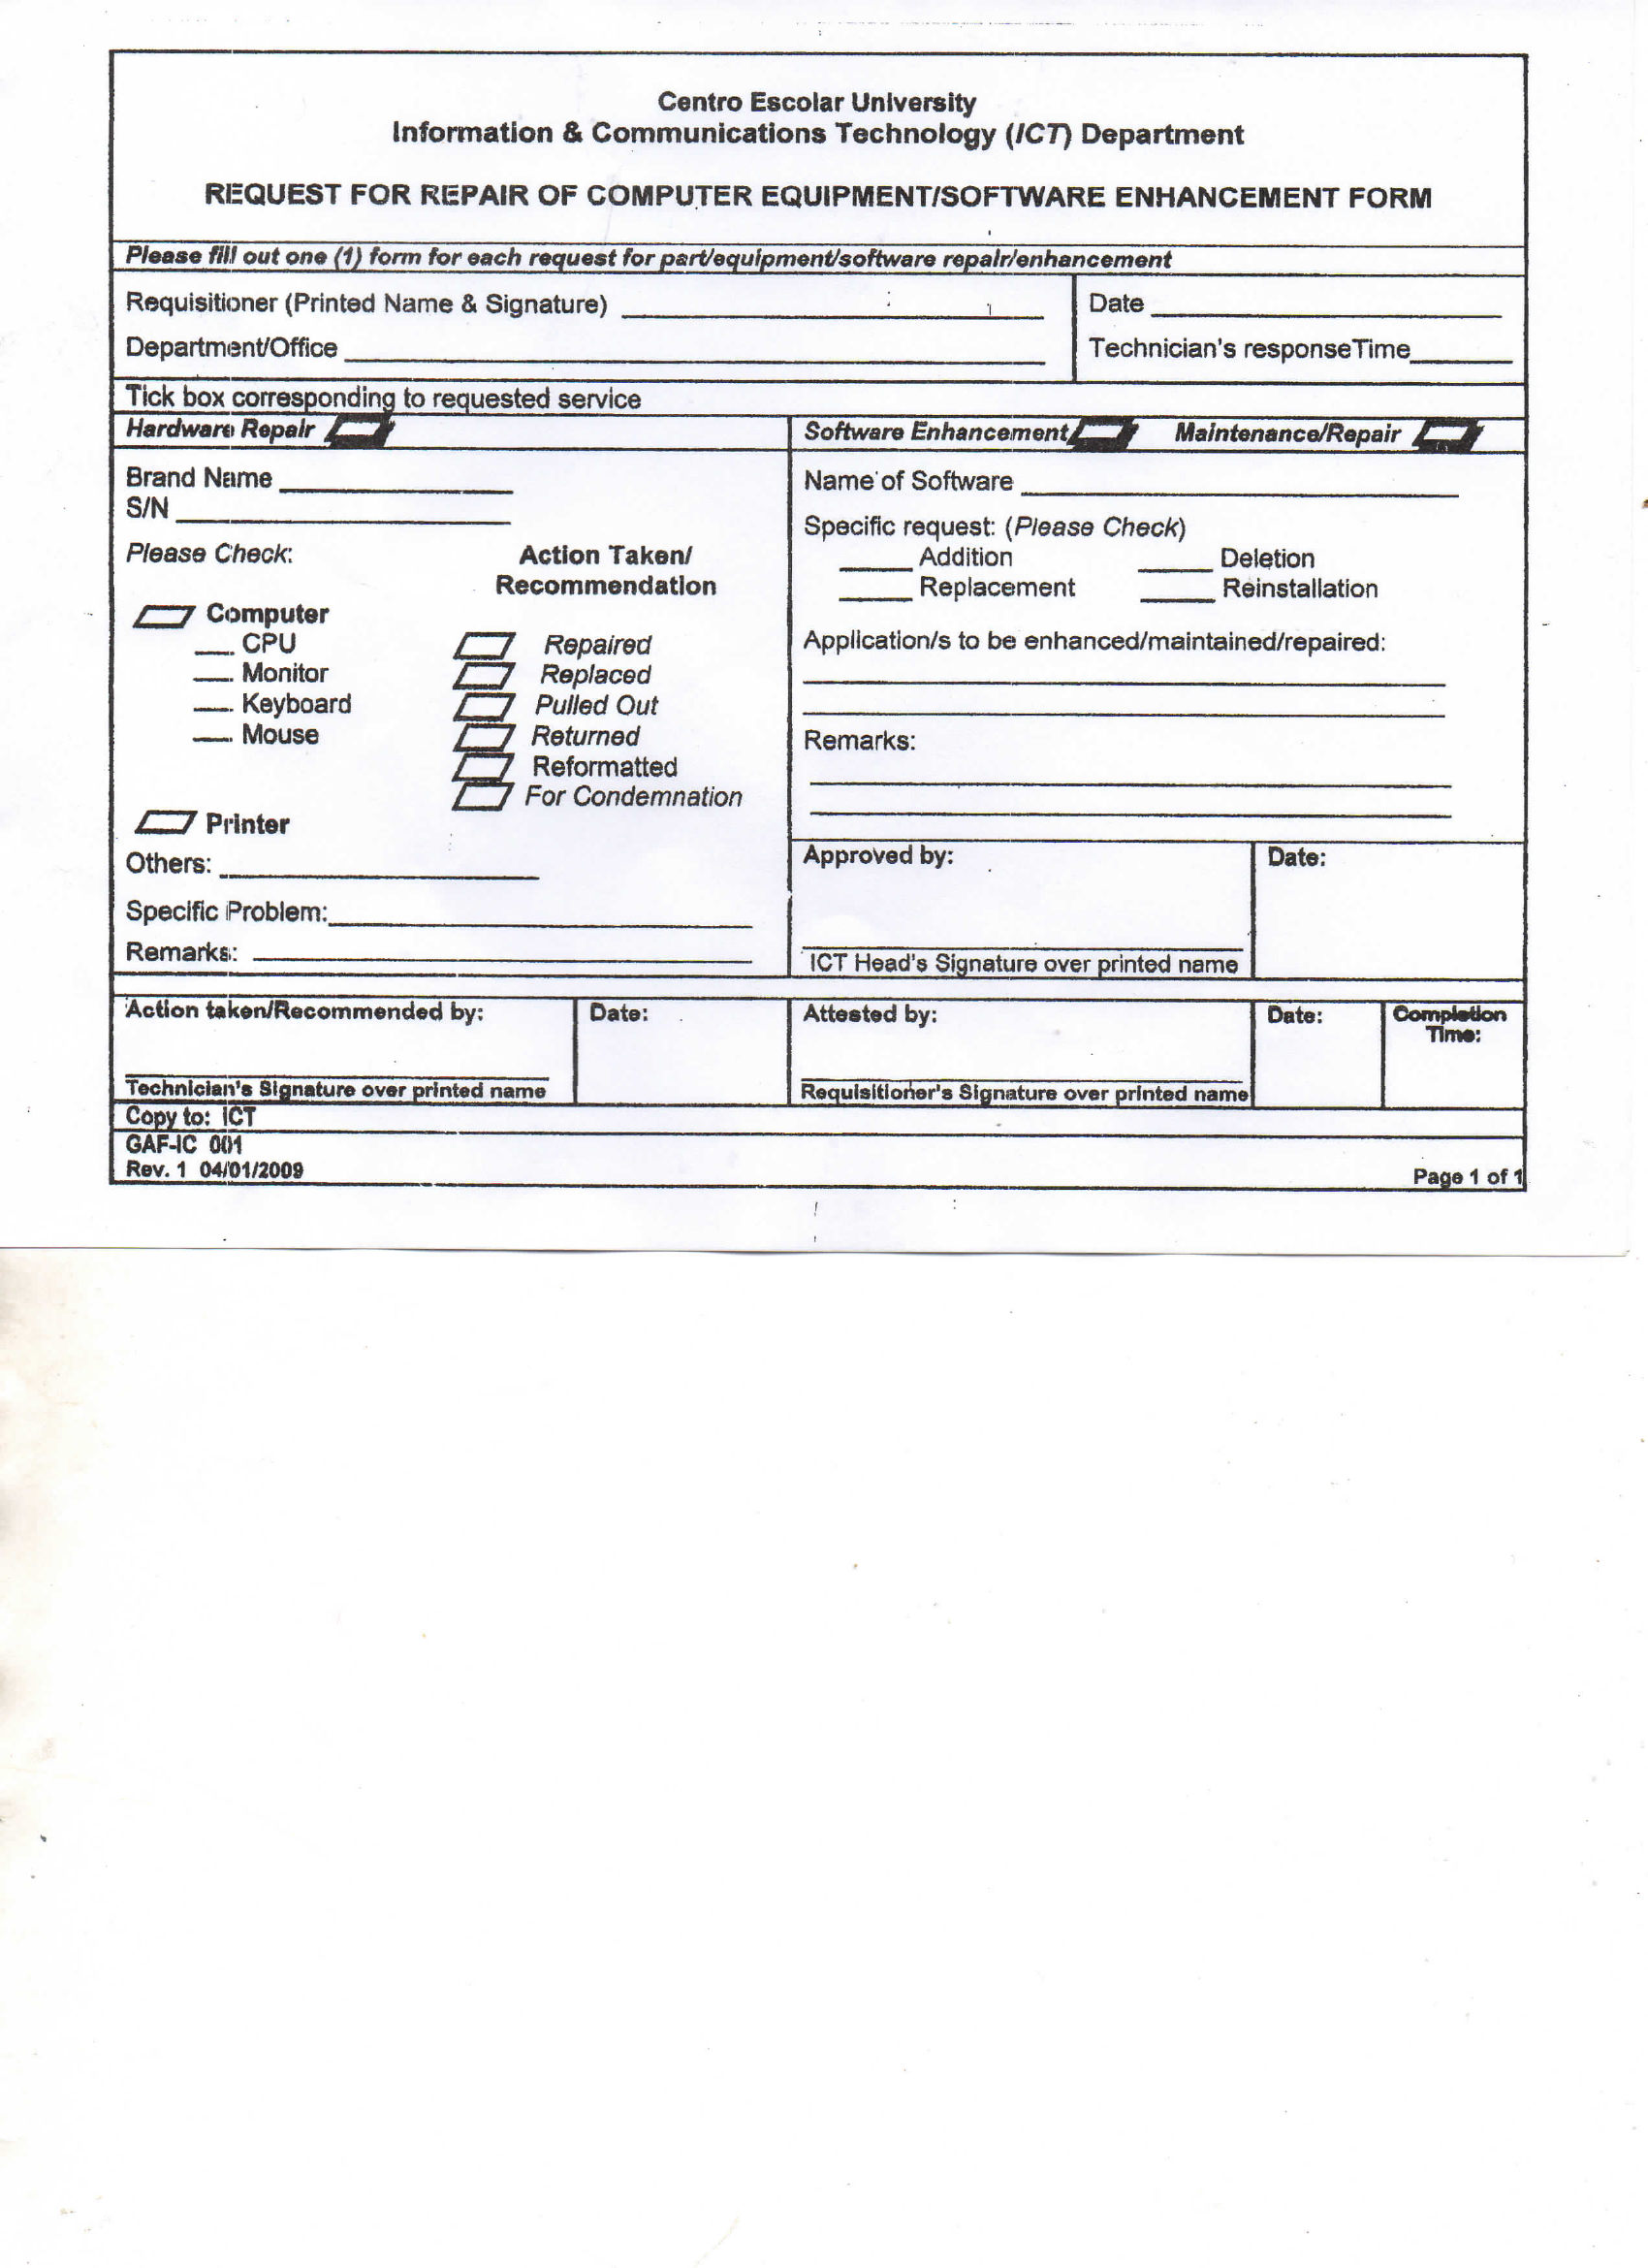 Centro Escolar University
Information & Communications Technology (ICT) Department
REQUEST FOR REPAIR OF COMPUTER EQUIPMENT/SOFTWARE ENHANCEMENT FORM
Please fill out one (1) form for each request for part/equipment/software repair/enhancement
Requisitioner (Printed Name & Signature)
Date
Department/Office
Technician's responseTime
Tick box corresponding to requested service
Hardware Repair
Software Enhancement Maintenance/Repair
Brand Name
S/N
Please Check:
Action Taken/
Recommendation
Computer
CPU
Monitor
Keyboard
Mouse
Repaired
Replaced
Pulled Out
Returned
Reformatted
For Condemnation
Printer
Others:
Specific Problem:
Remarks:
Name of Software
Specific request: (Please Check)
Addition Deletion
Replacement Reinstallation
Application/s to be enhanced/maintained/repaired:
Remarks:
Approved by:
ICT Head's Signature over printed name
Date:
Action taken/Recommended by:
Technician's Signature over printed name
Date:
Attested by:
Requisitioner's Signature over printed name
Date:
Completion
Time:
Copy to: ICT
GAF-IC 001
Rev. 1 04/01/2009
Page 1 of 1